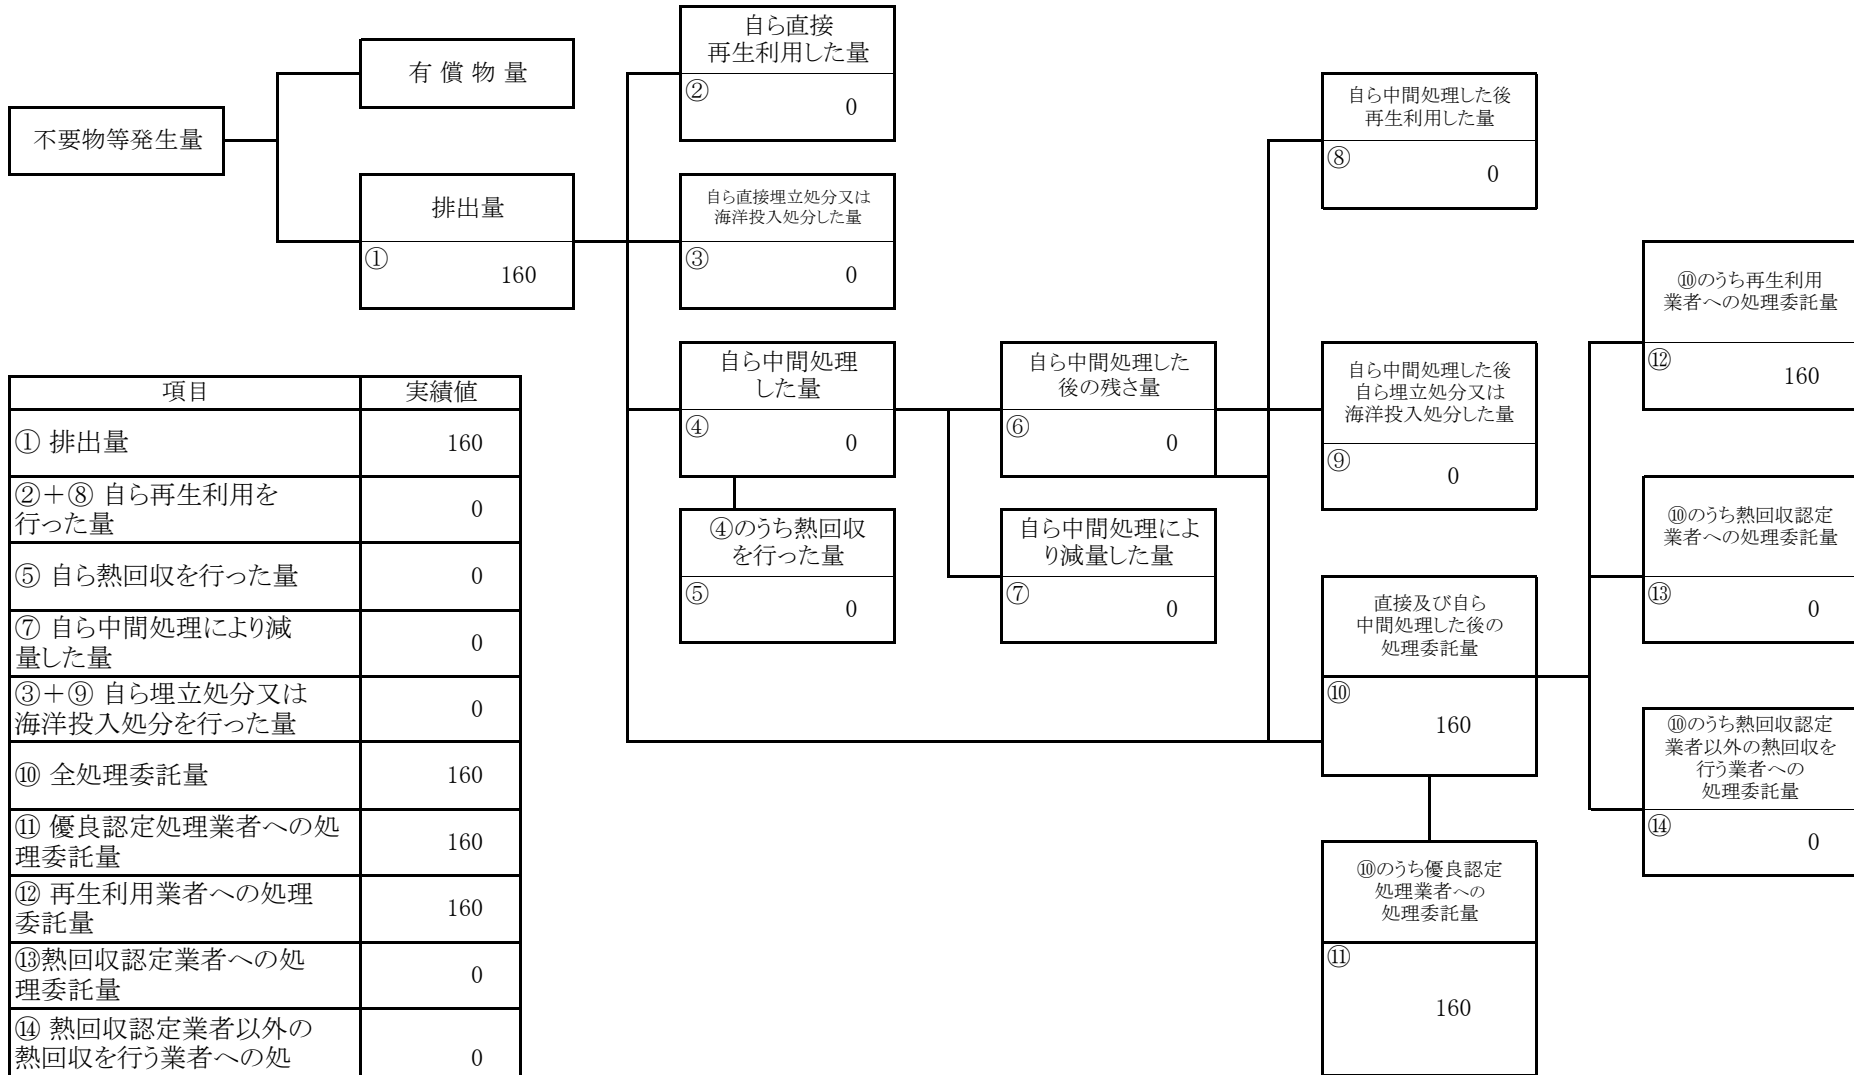 不要物等発生量
有 償 物 量
排出量
①
160
自ら直接
再生利用した量
②
0
自ら直接埋立処分又は
海洋投入処分した量
③
0
自ら中間処理
した量
④
0
④のうち熱回収
を行った量
⑤
0
自ら中間処理した
後の残さ量
⑥
0
自ら中間処理によ
り減量した量
⑦
0
自ら中間処理した後
再生利用した量
⑧
0
自ら中間処理した後
自ら埋立処分又は
海洋投入処分した量
⑨
0
直接及び自ら
中間処理した後の
処理委託量
⑩
160
⑩のうち優良認定
処理業者への
処理委託量
⑪
160
⑩のうち再生利用
業者への処理委託量
⑫
160
⑩のうち熱回収認定
業者への処理委託量
⑬
0
⑩のうち熱回収認定
業者以外の熱回収を
行う業者への
処理委託量
⑭
0
項目 実績値
① 排出量 160
②+⑧ 自ら再生利用を
行った量 0
⑤ 自ら熱回収を行った量 0
⑦ 自ら中間処理により減
量した量 0
③+⑨ 自ら埋立処分又は
海洋投入処分を行った量 0
⑩ 全処理委託量 160
⑪ 優良認定処理業者への処
理委託量 160
⑫ 再生利用業者への処理
委託量 160
⑬熱回収認定業者への処
理委託量 0
⑭ 熱回収認定業者以外の
熱回収を行う業者への処 0